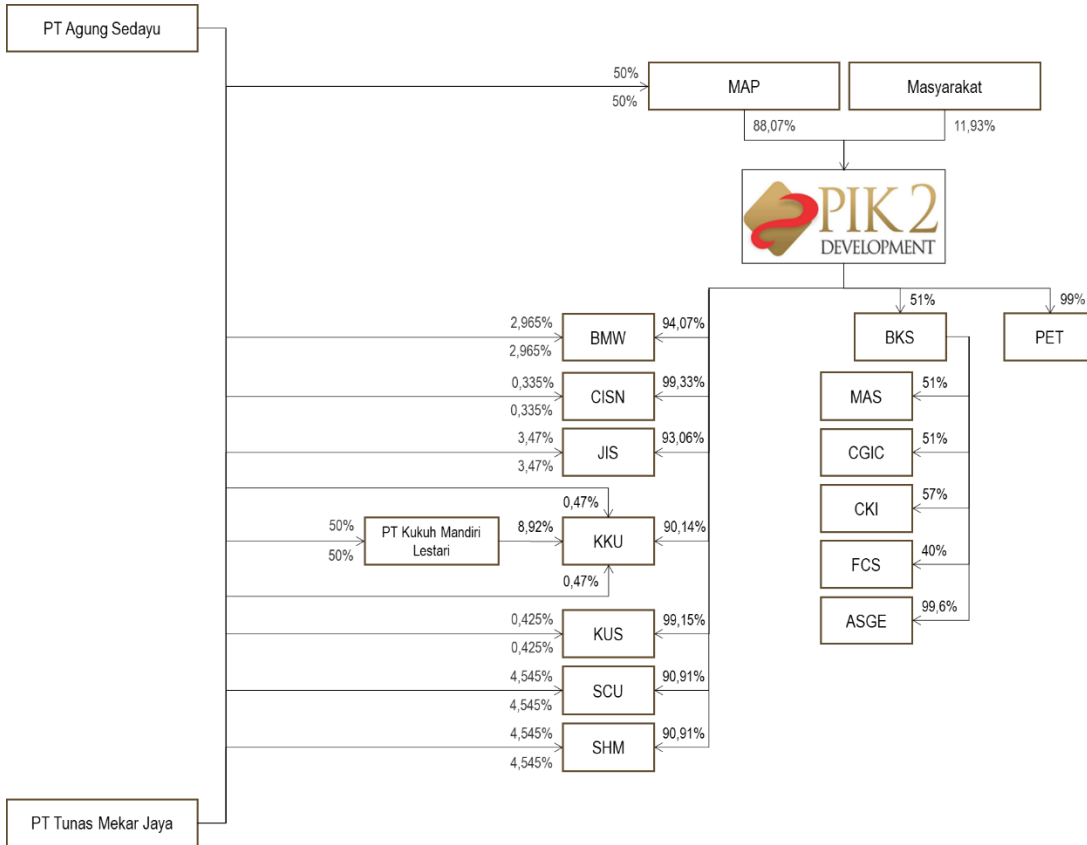 PT Agung Sedayu
50%
50%
MAP
Masyarakat
88,07%
11,93%
PIK 2
DEVELOPMENT
51%
99%
BKS
PET
2,965%
2,965%
BMW
94,07%
0,335%
0,335%
CISN
99,33%
MAS
51%
3,47%
3,47%
JIS
93,06%
CGIC
51%
0,47%
CKI
57%
50%
50%
PT Kukuh Mandiri
Lestari
8,92%
KKU
90,14%
0,47%
FCS
40%
ASGE
99,6%
0,425%
0,425%
KUS
99,15%
4,545%
4,545%
SCU
90,91%
4,545%
4,545%
SHM
90,91%
PT Tunas Mekar Jaya